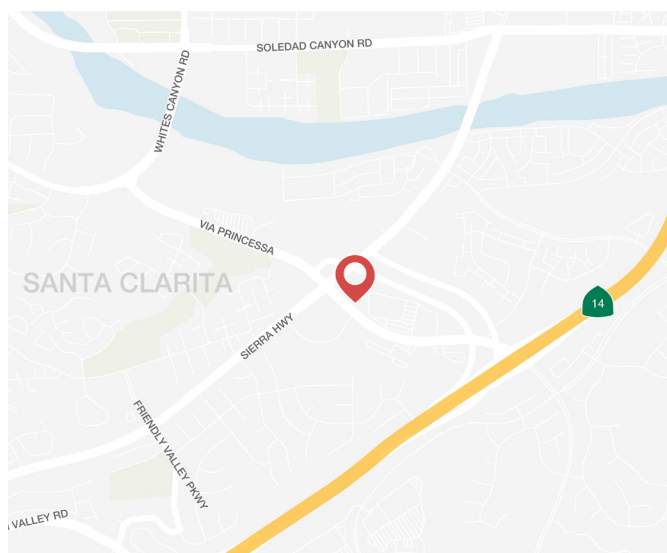 SOLEDAD CANYON RD
WHITES CANYON RD
VIA PRINCESSA
SANTA CLARITA
14
SIERRA HWY
FRIENDLY VALLEY PKWY
VALLEY RD